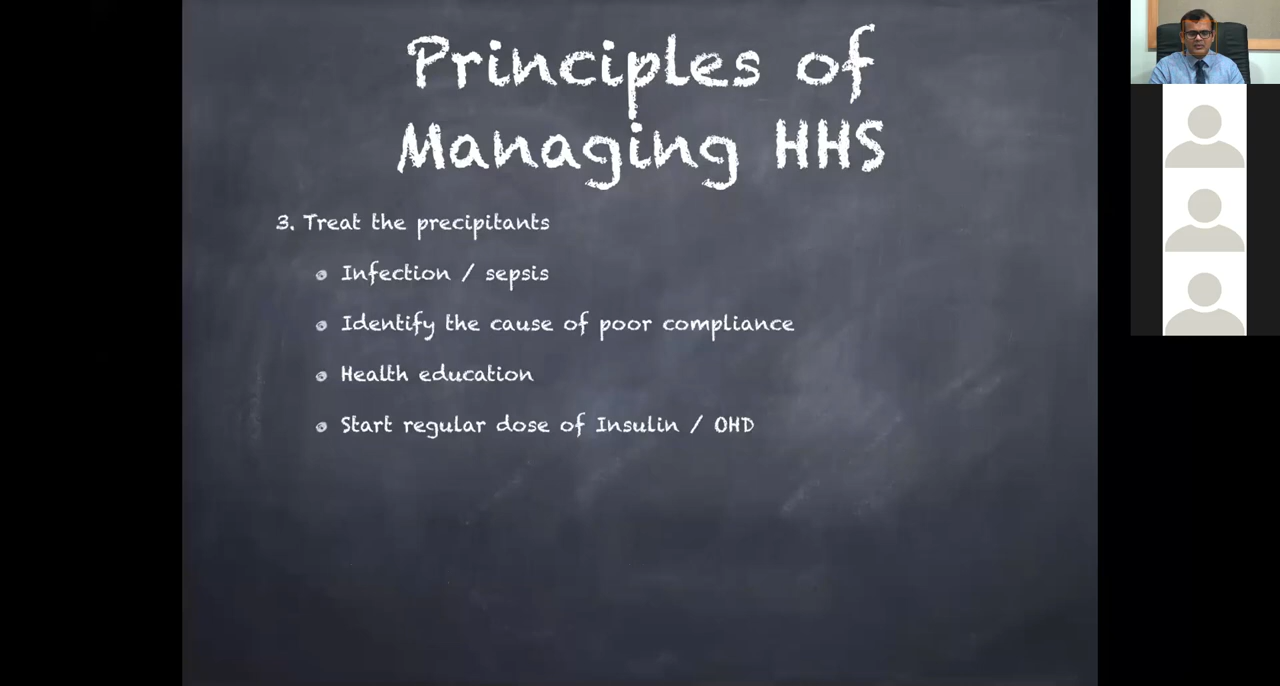 Principles of
Managing HHS
3. Treat the precipitants
Infection / sepsis
Identify the cause of poor compliance
Health education
Start regular dose of Insulin / OHD